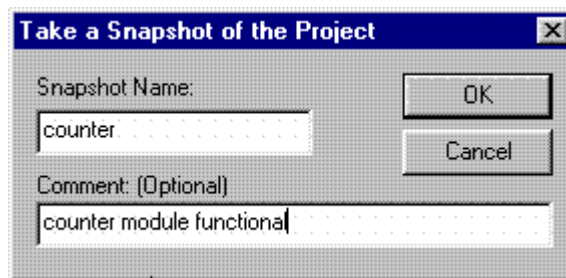 Take a Snapshot of the Project
Snapshot Name:
OK
counter
Cancel
Comment: (Optional)
counter module functional